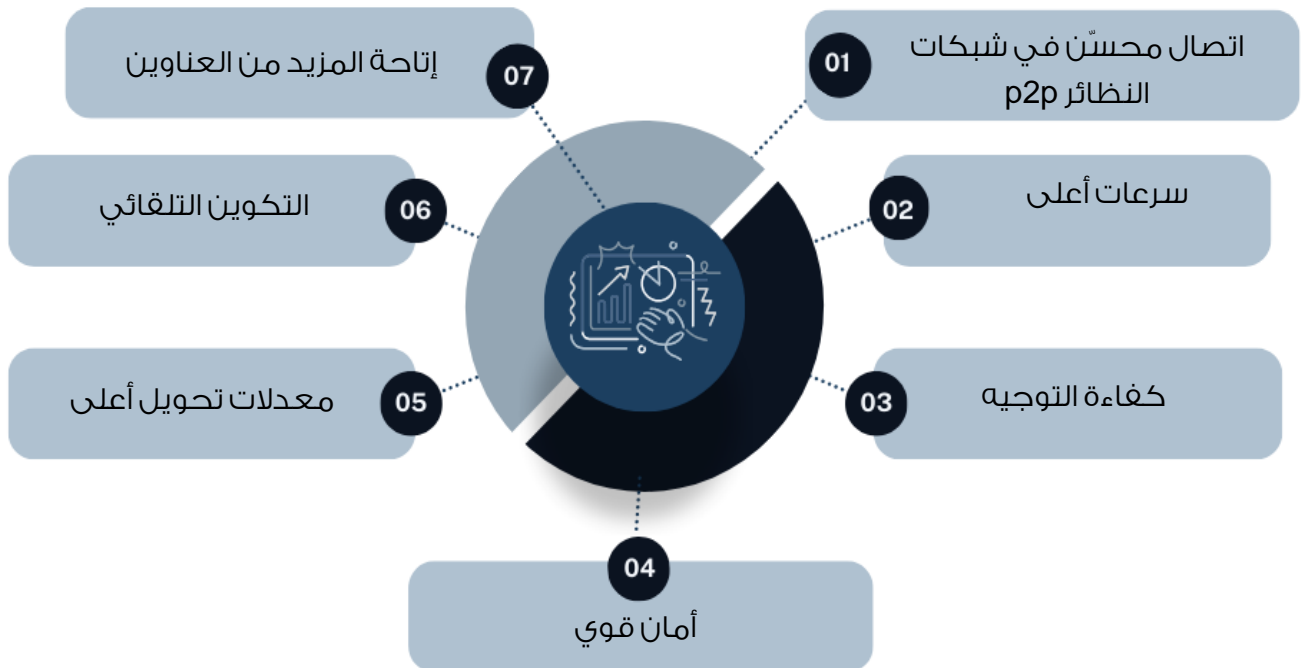 01
اتصال محسّن في شبكات
النظائر p2p
02
سرعات أعلى
03
كفاءة التوجيه
04
أمان قوي
05
معدلات تحويل أعلى
06
التكوين التلقائي
07
إتاحة المزيد من العناوين